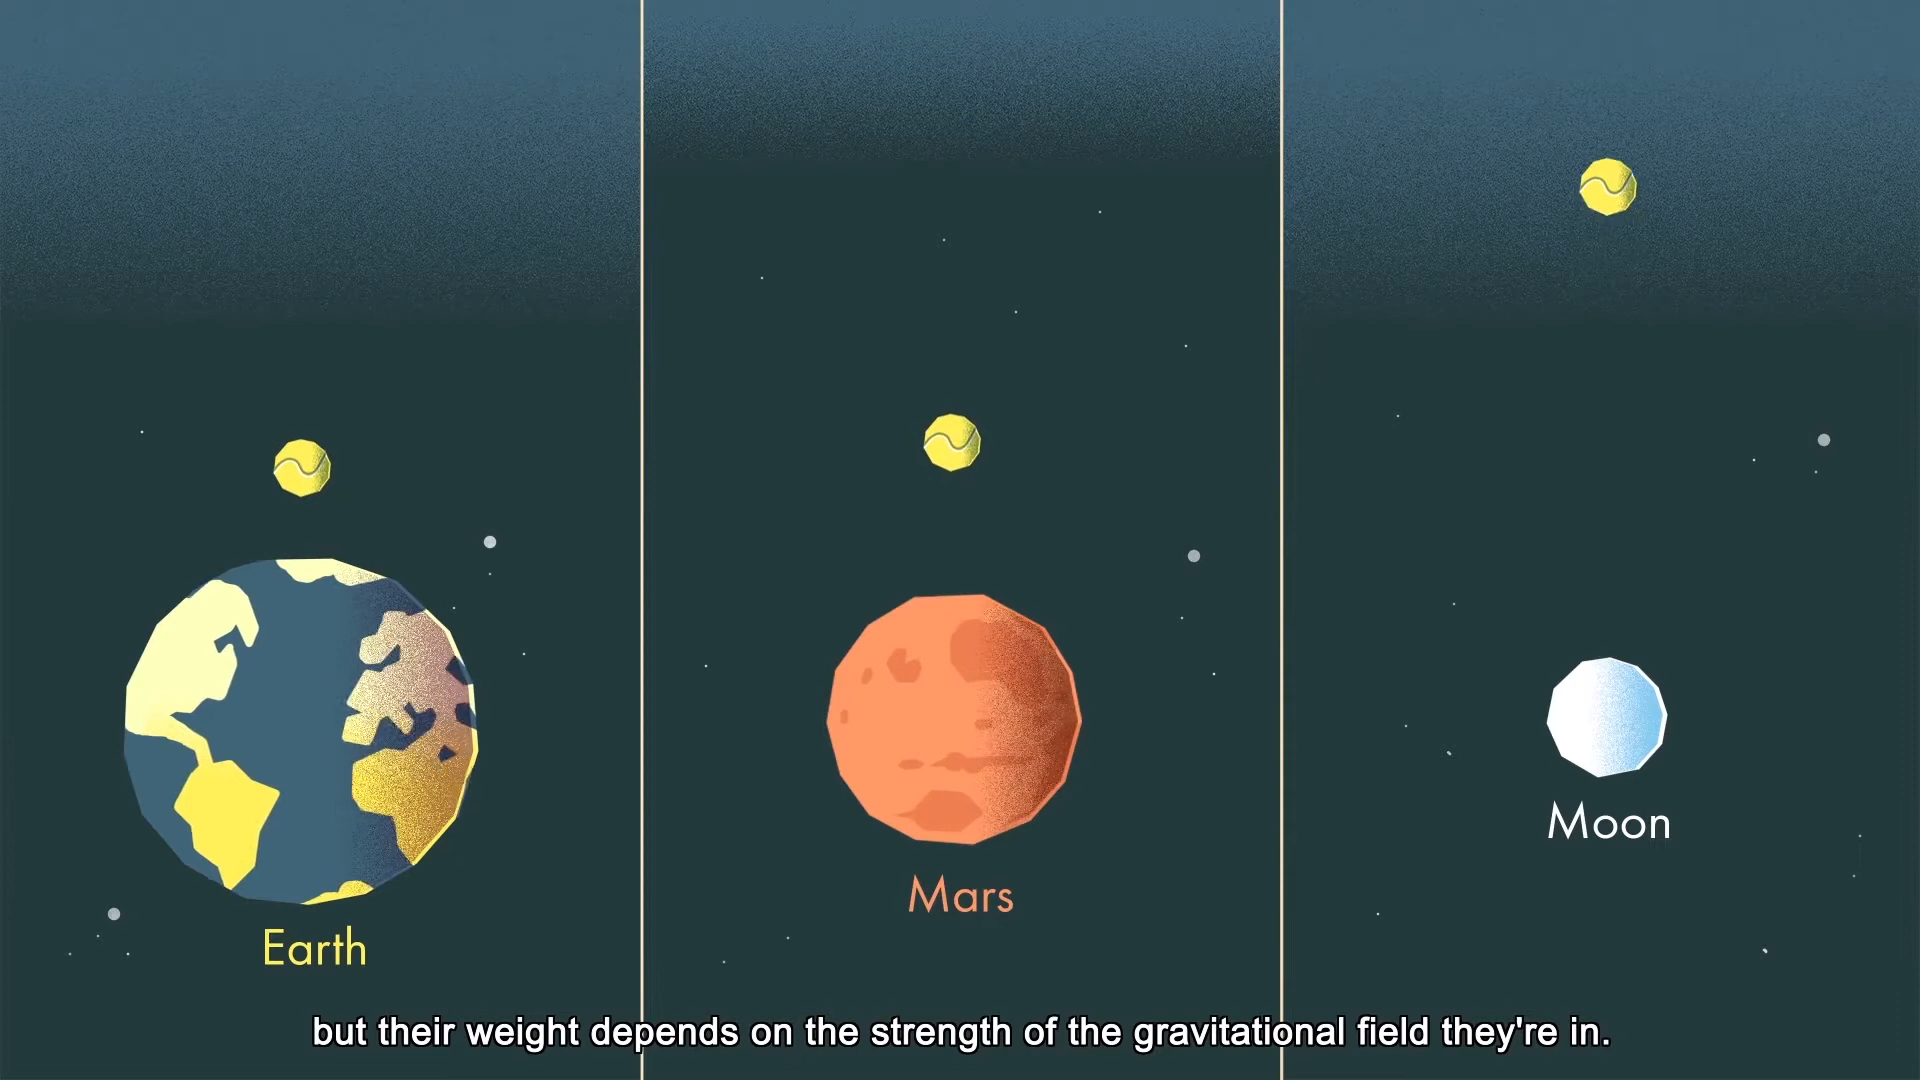 Earth
Mars
Moon
but their weight depends on the strength of the gravitational field they're in.